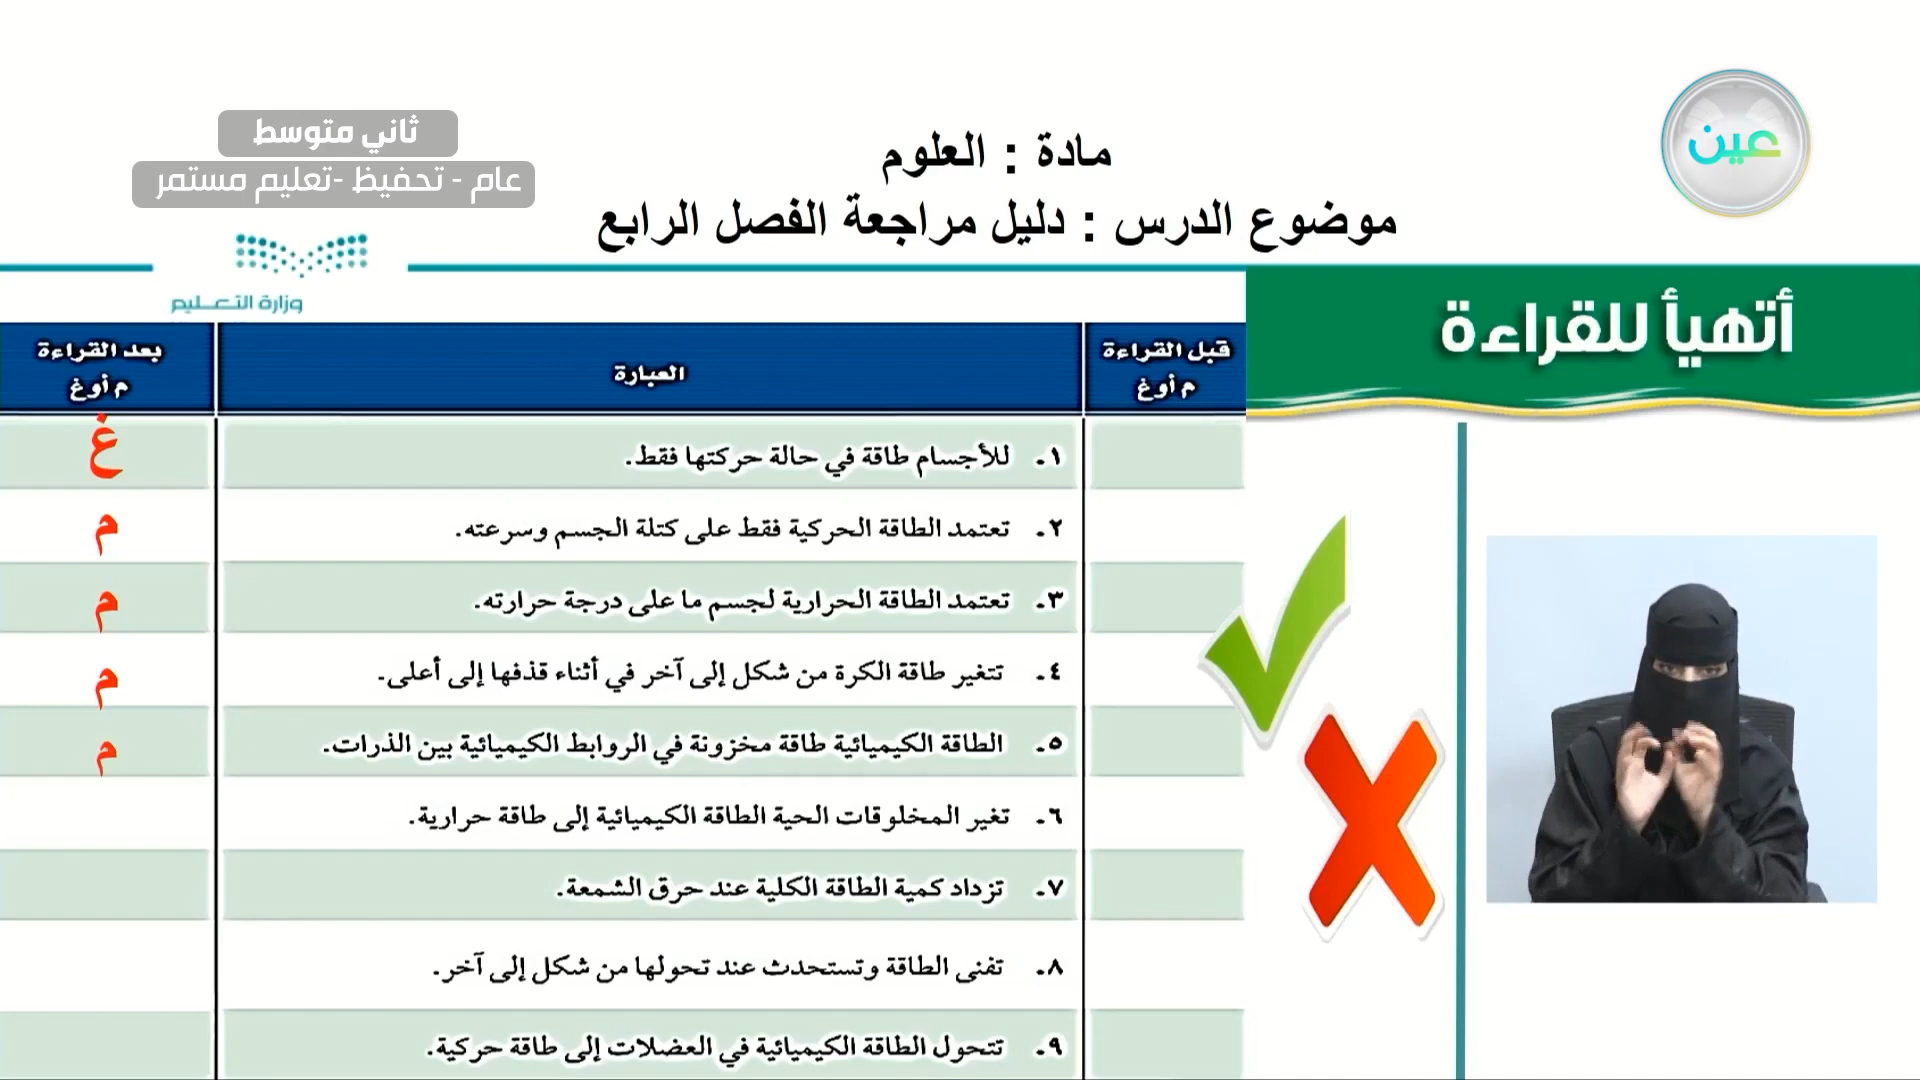 عين
ثاني متوسط
عام - تحفيظ -تعليم مستمر
مادة : العلوم
موضوع الدرس : دليل مراجعة الفصل الرابع
وزارة التعـــليم
أتهيأ للقراءة
قبل القراءة
م أوغ
العبارة
بعد القراءة
م أوغ
١. للأجسام طاقة في حالة حركتها فقط.
غ
٢. تعتمد الطاقة الحركية فقط على كتلة الجسم وسرعته.
م
٣. تعتمد الطاقة الحرارية لجسم ما على درجة حرارته.
م
٤. تتغير طاقة الكرة من شكل إلى آخر في أثناء قذفها إلى أعلى.
م
٥. الطاقة الكيميائية طاقة مخزونة في الروابط الكيميائية بين الذرات.
م
٦. تغير المخلوقات الحية الطاقة الكيميائية إلى طاقة حرارية.
٧. تزداد كمية الطاقة الكلية عند حرق الشمعة.
٨. تفنى الطاقة وتستحدث عند تحولها من شكل إلى آخر.
٩. تتحول الطاقة الكيميائية في العضلات إلى طاقة حركية.